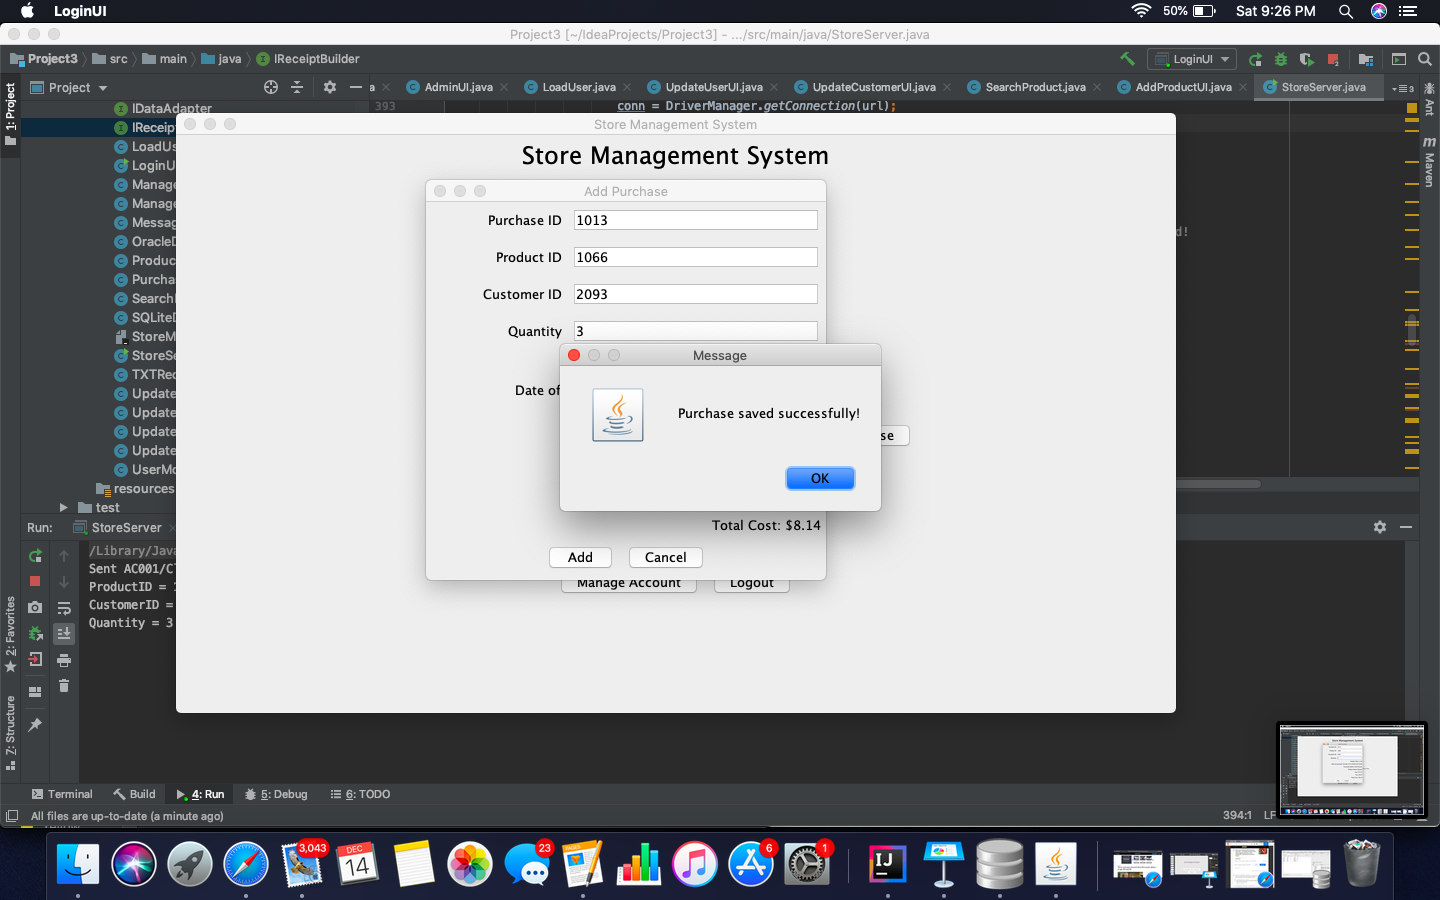 LoginUI
50%
Sat 9:26 PM
Project3 [~/IdeaProjects/Project3] - .../src/main/java/StoreServer.java
Project3
src
main
java
IReceiptBuilder
LoginUI
1: Project
Project
a
AdminUI.java
LoadUser.java
UpdateUserUI.java
UpdateCustomerUI.java
SearchProduct.java
AddProductUI.java
StoreServer.java
3
Ant
Maven
IDataAdapter
393
conn = DriverManager.getConnection(url);
IReceipt
LoadUs
LoginU
Manage
Manage
Messag
OracleD
Produc
Purcha
Search
SQLiteD
StoreM
StoreSe
TXTRec
Update
Update
Update
Update
UserMo
resources
test
d!
Store Management System
Store Management System
Add Purchase
Purchase ID
1013
Product ID
1066
Customer ID
2093
Quantity
3
Date of
Message
Purchase saved successfully!
OK
se
Total Cost: $8.14
Add
Cancel
Manage Account
Logout
Run:
StoreServer
/Library/Java
Sent AC001/C
ProductID =
CustomerID =
Quantity = 3
2: Favorites
7: Structure
Terminal
Build
4: Run
5: Debug
6: TODO
All files are up-to-date (a minute ago)
394:1
LF
3,043
DEC
14
23
6
1
IJ